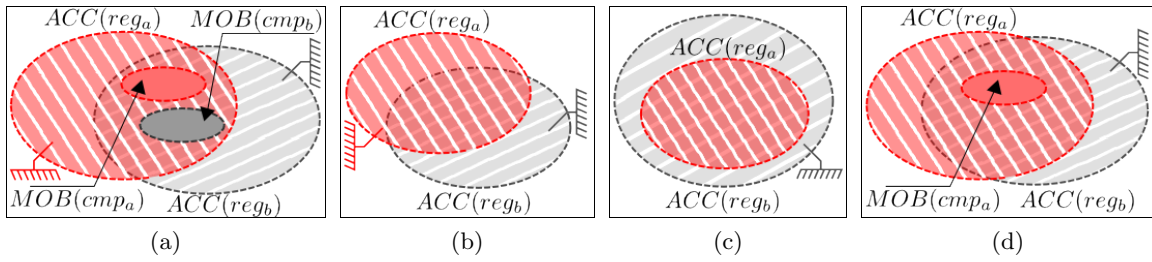 ACC(reg_a) MOB(cmp_b)
MOB(cmp_a) ACC(reg_b)
(a)
ACC(reg_a)
ACC(reg_b)
(b)
ACC(reg_a)
ACC(reg_b)
(c)
ACC(reg_a)
MOB(cmp_a) ACC(reg_b)
(d)